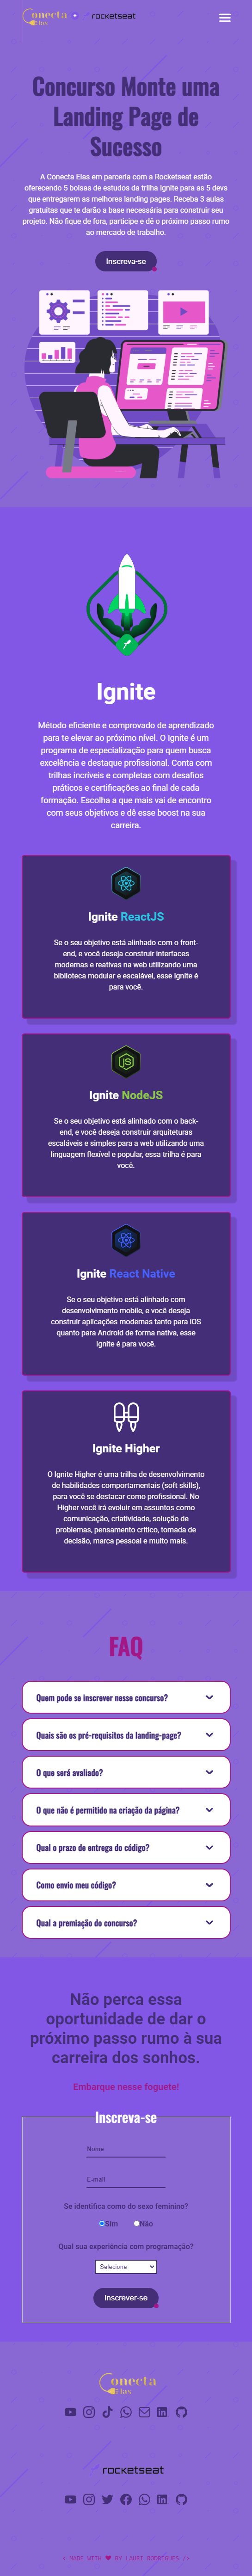 Conecta
Elas
rocketseat
Concurso Monte uma
Landing Page de
Sucesso
A Conecta Elas em parceria com a Rocketseat estão
oferecendo 5 bolsas de estudos da trilha Ignite para as 5 devs
que entregarem as melhores landing pages. Receba 3 aulas
gratuitas que te darão a base necessária para construir seu
projeto. Não fique de fora, participe e dê o próximo passo rumo
ao mercado de trabalho.
Inscreva-se
Ignite
Método eficiente e comprovado de aprendizado
para te elevar ao próximo nível. O Ignite é um
programa de especialização para quem busca
excelência e destaque profissional. Conta com
trilhas incríveis e completas com desafios
práticos e certificações ao final de cada
formação. Escolha a que mais vai de encontro
com seus objetivos e dê esse boost na sua
carreira.
Ignite ReactJS
Se o seu objetivo está alinhado com o front-
end, e você deseja construir interfaces
modernas e reativas na web utilizando uma
biblioteca modular e escalável, esse Ignite é
para você.
JS
Ignite NodeJS
Se o seu objetivo está alinhado com o back-
end, e você deseja construir arquiteturas
escaláveis e simples para a web utilizando uma
linguagem flexível e popular, essa trilha é para
você.
Ignite React Native
Se o seu objetivo está alinhado com
desenvolvimento mobile, e você deseja
construir aplicações modernas tanto para iOS
quanto para Android de forma nativa, esse
Ignite é para você.
Ignite Higher
O Ignite Higher é uma trilha de desenvolvimento
de habilidades comportamentais (soft skills),
para você se destacar como profissional. No
Higher você irá evoluir em assuntos como
comunicação, criatividade, solução de
problemas, pensamento crítico, tomada de
decisão, marca pessoal e muito mais.
FAQ
Quem pode se inscrever nesse concurso?
Quais são os pré-requisitos da landing-page?
O que será avaliado?
O que não é permitido na criação da página?
Qual o prazo de entrega do código?
Como envio meu código?
Qual a premiação do concurso?
Não perca essa
oportunidade de dar o
próximo passo rumo à sua
carreira dos sonhos.
Embarque nesse foguete!
Inscreva-se
Nome
E-mail
Se identifica como do sexo feminino?
Sim Não
Qual sua experiência com programação?
Selecione
Inscrever-se
Conecta
Elas
rocketseat
< MADE WITH ❤ BY LAURI RODRIGUES />